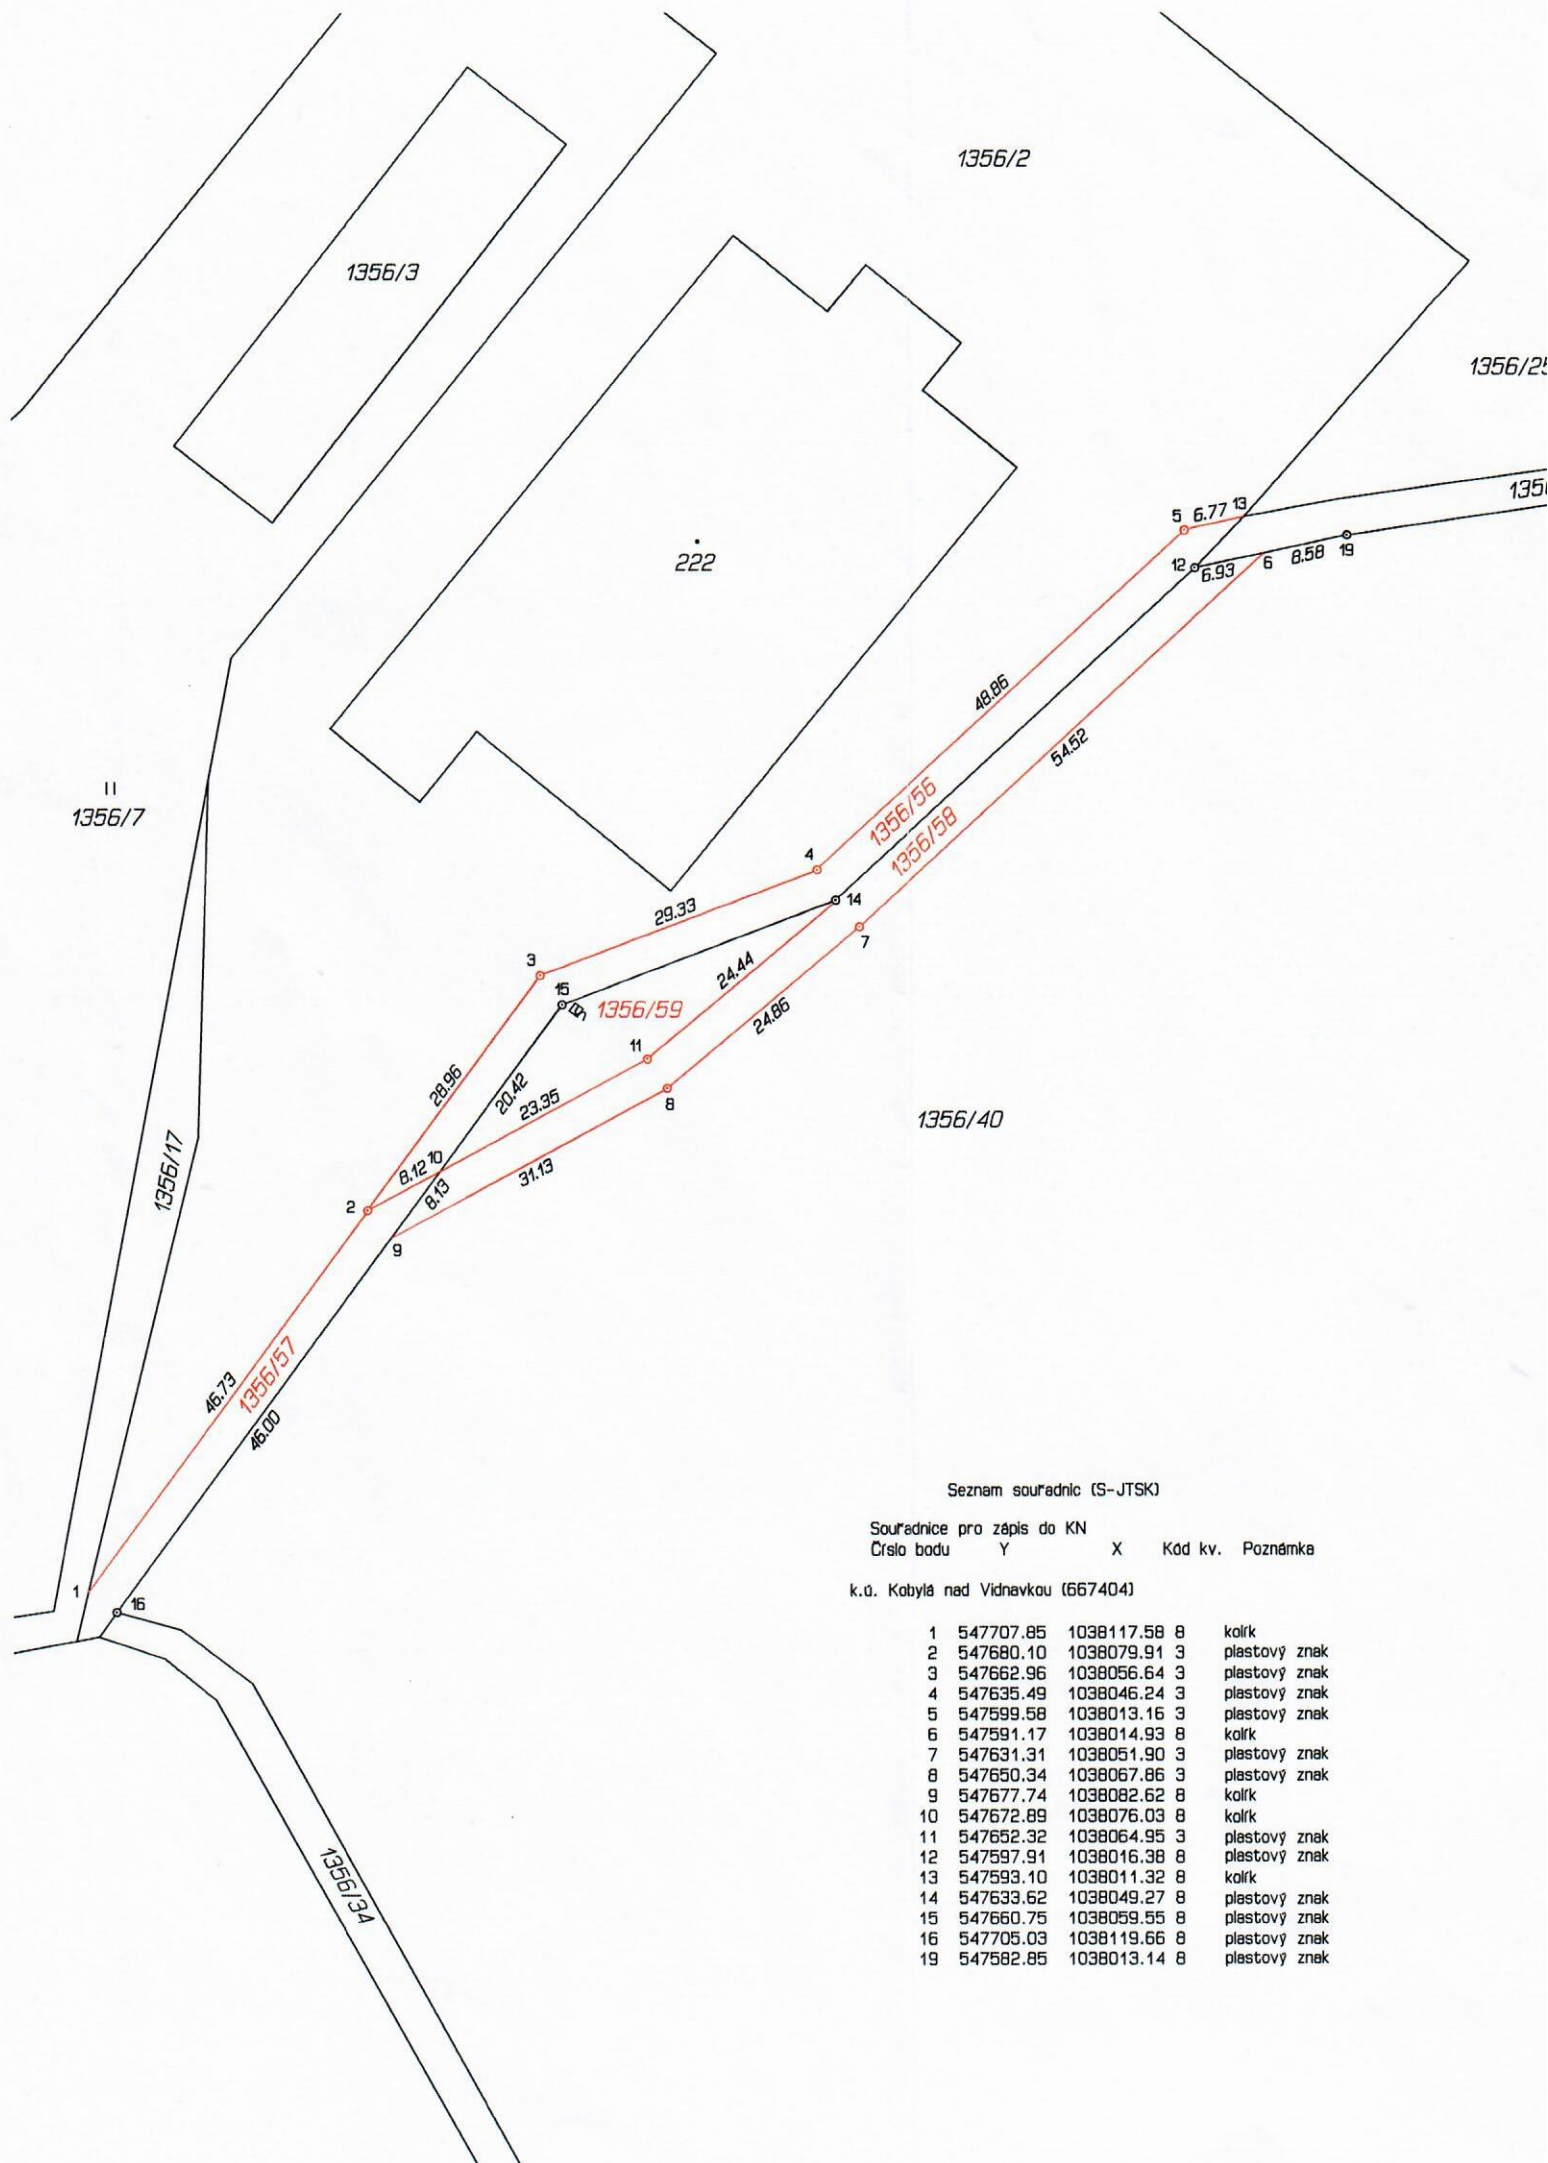 1356/2
1356/3
1356/25
1356
5 6.77 13
222
12 6.93 6 8.58 19
48.86
54.52
II
1356/7
1356/56
1356/58
4
14
29.33
7
3
24.44
15
1356/59
24.86
11
28.96
20.42
23.35
8
1356/40
1356/17
8.12 10
8.13
31.13
2
9
46.73
1356/57
46.00
1
16
1356/34
Seznam souřadnic (S-JTSK)
Souřadnice pro zápis do KN
Číslo bodu Y X Kód kv. Poznámka
k.ú. Kobylá nad Vidnavkou (667404)
1 547707.85 1038117.58 8 kolík
2 547680.10 1038079.91 3 plastový znak
3 547662.96 1038056.64 3 plastový znak
4 547635.49 1038046.24 3 plastový znak
5 547599.58 1038013.16 3 plastový znak
6 547591.17 1038014.93 8 kolík
7 547631.31 1038051.90 3 plastový znak
8 547650.34 1038067.86 3 plastový znak
9 547677.74 1038082.62 8 kolík
10 547672.89 1038076.03 8 kolík
11 547652.32 1038064.95 3 plastový znak
12 547597.91 1038016.38 8 plastový znak
13 547593.10 1038011.32 8 kolík
14 547633.62 1038049.27 8 plastový znak
15 547660.75 1038059.55 8 plastový znak
16 547705.03 1038119.66 8 plastový znak
19 547582.85 1038013.14 8 plastový znak